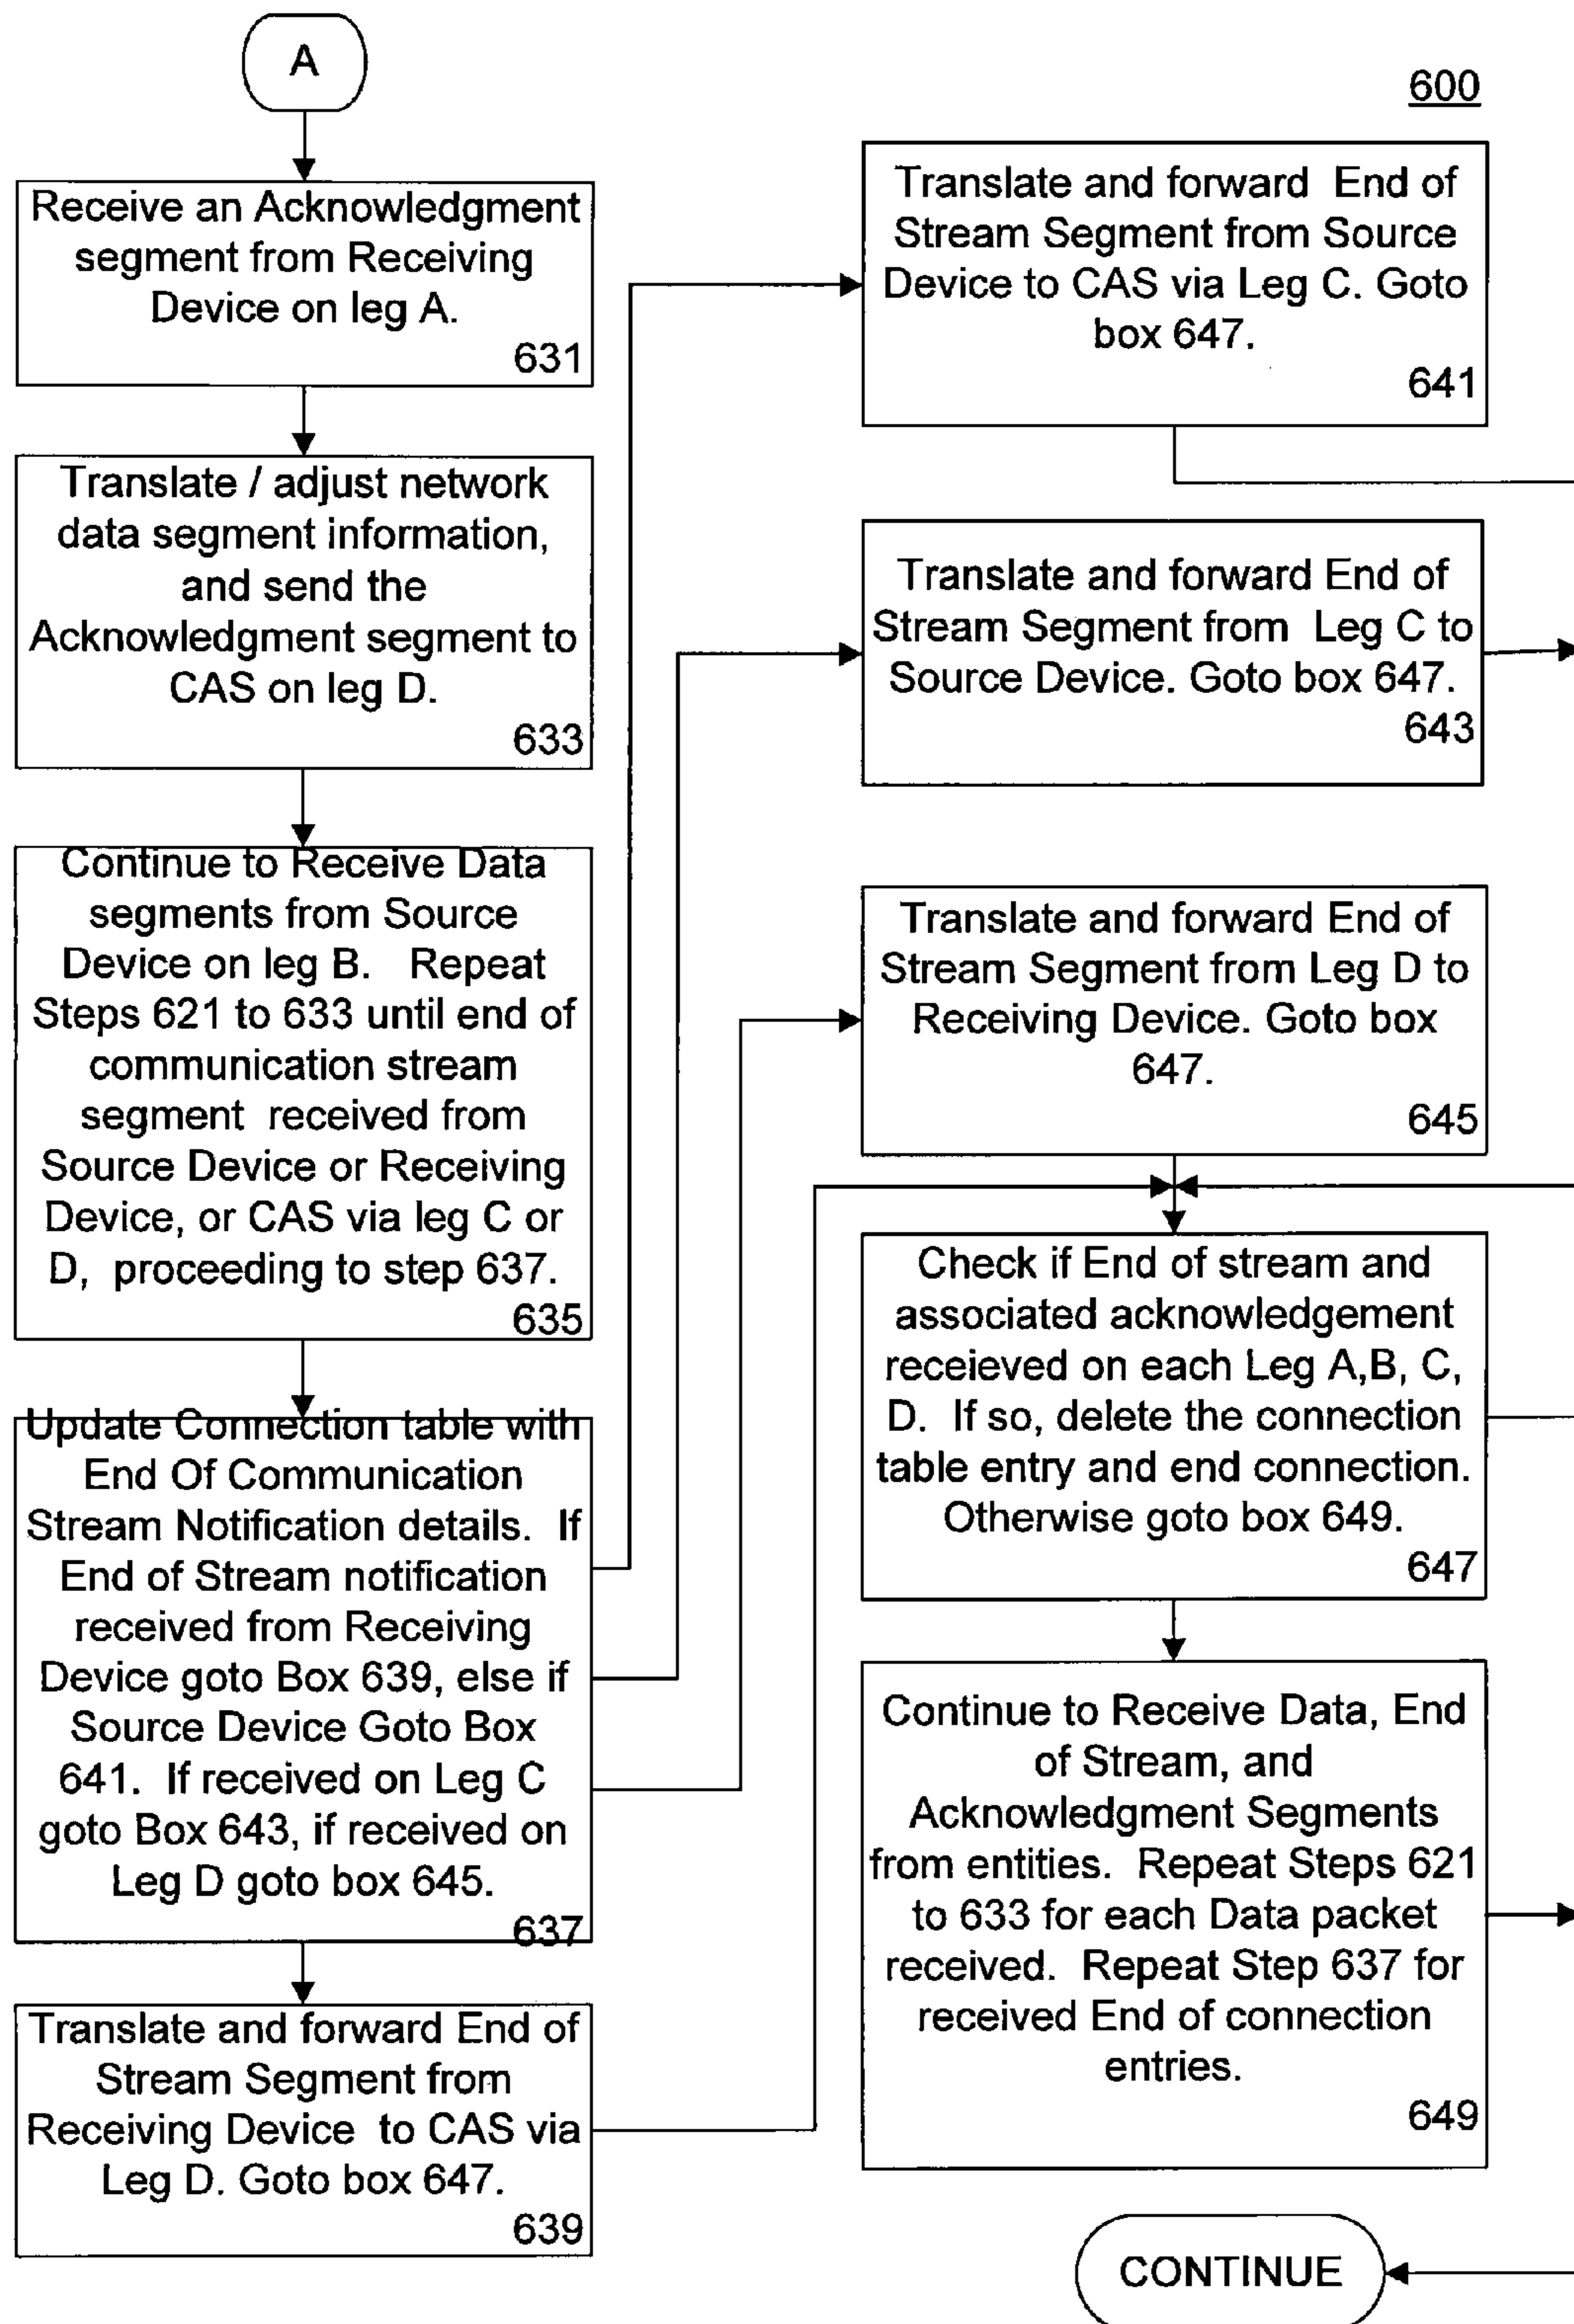 A
600
Receive an Acknowledgment
segment from Receiving
Device on leg A.
631
Translate / adjust network
data segment information,
and send the
Acknowledgment segment to
CAS on leg D.
633
Continue to Receive Data
segments from Source
Device on leg B. Repeat
Steps 621 to 633 until end of
communication stream
segment received from
Source Device or Receiving
Device, or CAS via leg C or
D, proceeding to step 637.
635
Update Connection table with
End Of Communication
Stream Notification details. If
End of Stream notification
received from Receiving
Device goto Box 639, else if
Source Device Goto Box
641. If received on Leg C
goto Box 643, if received on
Leg D goto box 645.
637
Translate and forward End of
Stream Segment from
Receiving Device to CAS via
Leg D. Goto box 647.
639
Translate and forward End of
Stream Segment from Source
Device to CAS via Leg C. Goto
box 647.
641
Translate and forward End of
Stream Segment from Leg C to
Source Device. Goto box 647.
643
Translate and forward End of
Stream Segment from Leg D to
Receiving Device. Goto box
647.
645
Check if End of stream and
associated acknowledgement
receieved on each Leg A,B, C,
D. If so, delete the connection
table entry and end connection.
Otherwise goto box 649.
647
Continue to Receive Data, End
of Stream, and
Acknowledgment Segments
from entities. Repeat Steps 621
to 633 for each Data packet
received. Repeat Step 637 for
received End of connection
entries.
649
CONTINUE